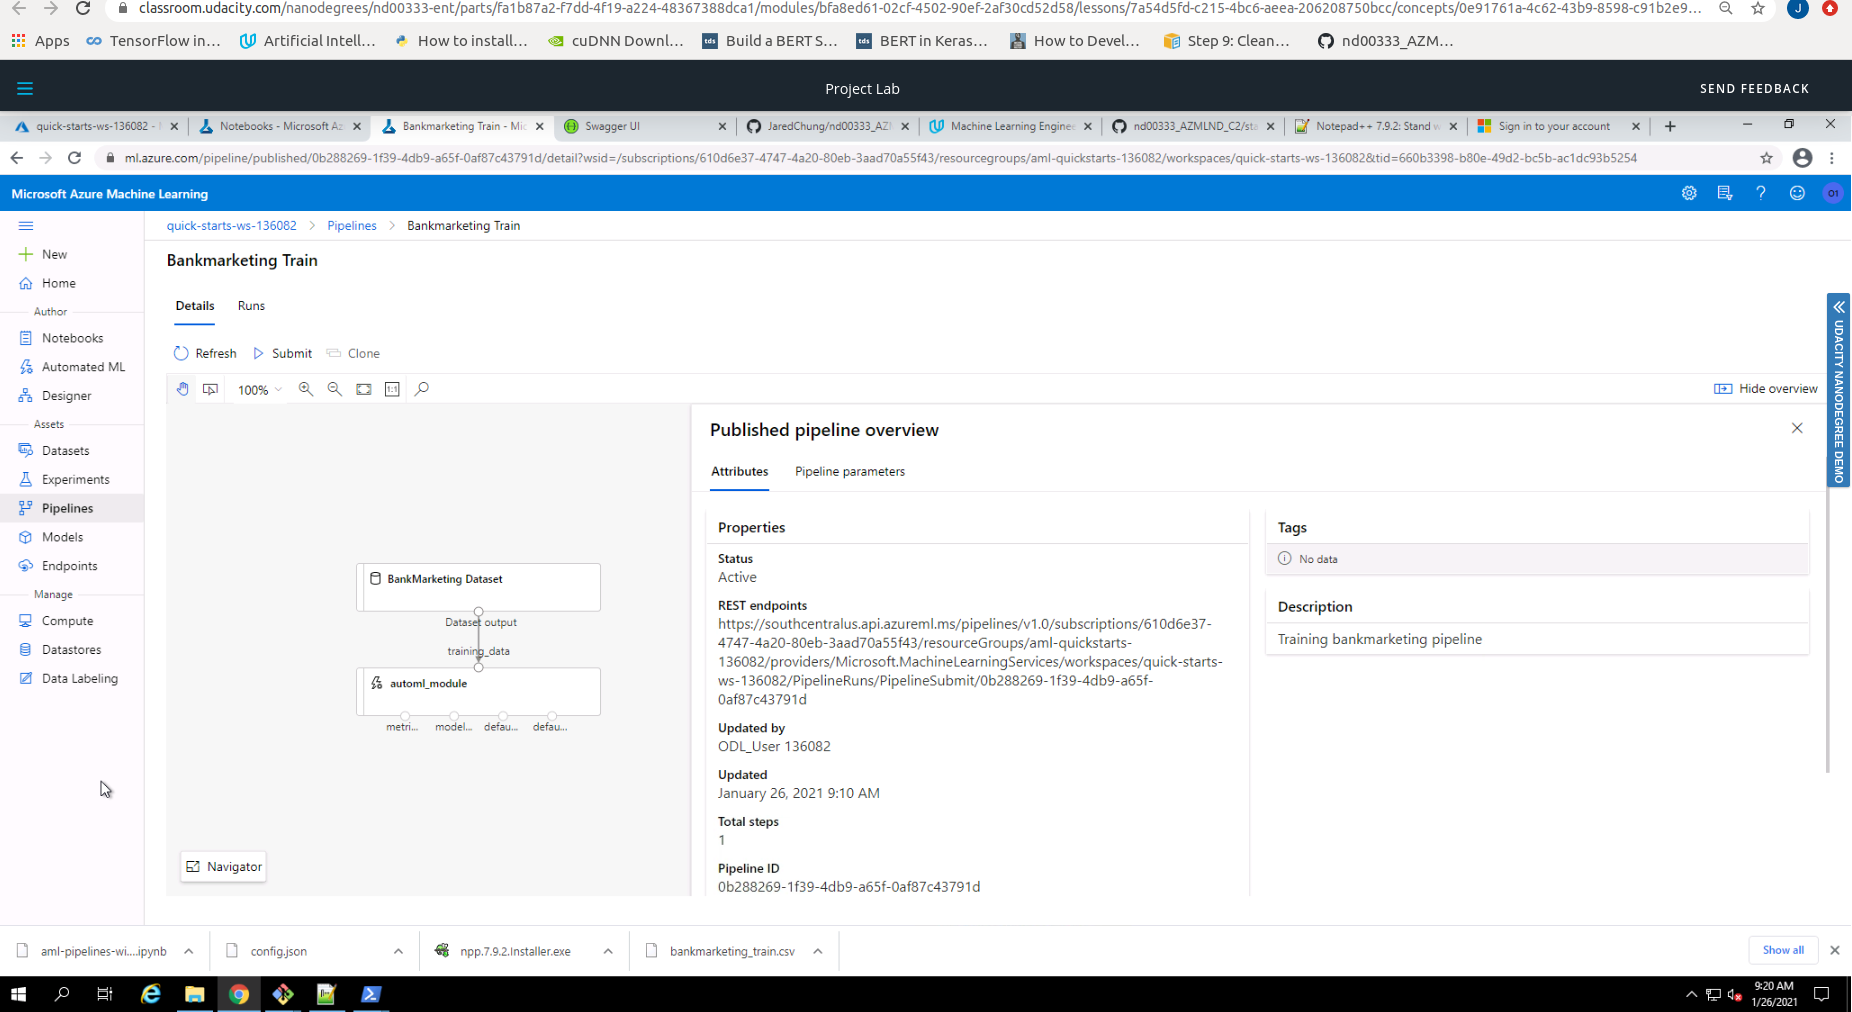 classroom.udacity.com/nanodegrees/nd00333-ent/parts/fa1b87a2-f7dd-4f19-a224-48367388dca1/modules/bfa8ed61-02cf-4502-90ef-2af30cd52d58/lessons/7a54d5fd-c215-4bc6-aeea-206208750bcc/concepts/0e91761a-4c62-43b9-8598-c91b2e9... J
Apps TensorFlow in... Artificial Intell... How to install... cuDNN Downl... tds Build a BERT S... tds BERT in Keras... How to Devel... Step 9: Clean... nd00333_AZM...
Project Lab SEND FEEDBACK
quick-starts-ws-136082 - Notebooks - Microsoft Az Bankmarketing Train - Mic Swagger UI JaredChung/nd00333_AZ Machine Learning Enginee nd00333_AZMLND_C2/sta Notepad++ 7.9.2: Stand w Sign in to your account
ml.azure.com/pipeline/published/0b288269-1f39-4db9-a65f-0af87c43791d/detail?wsid=/subscriptions/610d6e37-4747-4a20-80eb-3aad70a55f43/resourcegroups/aml-quickstarts-136082/workspaces/quick-starts-ws-136082&tid=660b3398-b80e-49d2-bc5b-ac1dc93b5254
Microsoft Azure Machine Learning O1
quick-starts-ws-136082 > Pipelines > Bankmarketing Train
New
Home
Author
Notebooks
Automated ML
Designer
Assets
Datasets
Experiments
Pipelines
Models
Endpoints
Manage
Compute
Datastores
Data Labeling
Bankmarketing Train
Details Runs
Refresh Submit Clone
100% 1:1 Hide overview
BankMarketing Dataset
Dataset output
training_data
automl_module
metri... model... defau... defau...
Navigator
Published pipeline overview
Attributes Pipeline parameters
Properties
Status
Active
REST endpoints
https://southcentralus.api.azureml.ms/pipelines/v1.0/subscriptions/610d6e37-
4747-4a20-80eb-3aad70a55f43/resourceGroups/aml-quickstarts-
136082/providers/Microsoft.MachineLearningServices/workspaces/quick-starts-
ws-136082/PipelineRuns/PipelineSubmit/0b288269-1f39-4db9-a65f-
0af87c43791d
Updated by
ODL_User 136082
Updated
January 26, 2021 9:10 AM
Total steps
1
Pipeline ID
0b288269-1f39-4db9-a65f-0af87c43791d
Tags
No data
Description
Training bankmarketing pipeline
UDACITY NANODEGREE DEMO
aml-pipelines-wi....ipynb config.json npp.7.9.2.Installer.exe bankmarketing_train.csv Show all
9:20 AM
1/26/2021